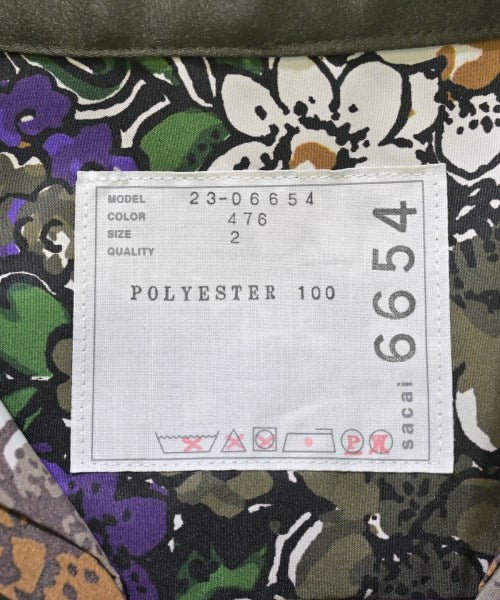 MODEL 23-06654
COLOR 476
SIZE 2
QUALITY
POLYESTER 100
sacai 6654
P W